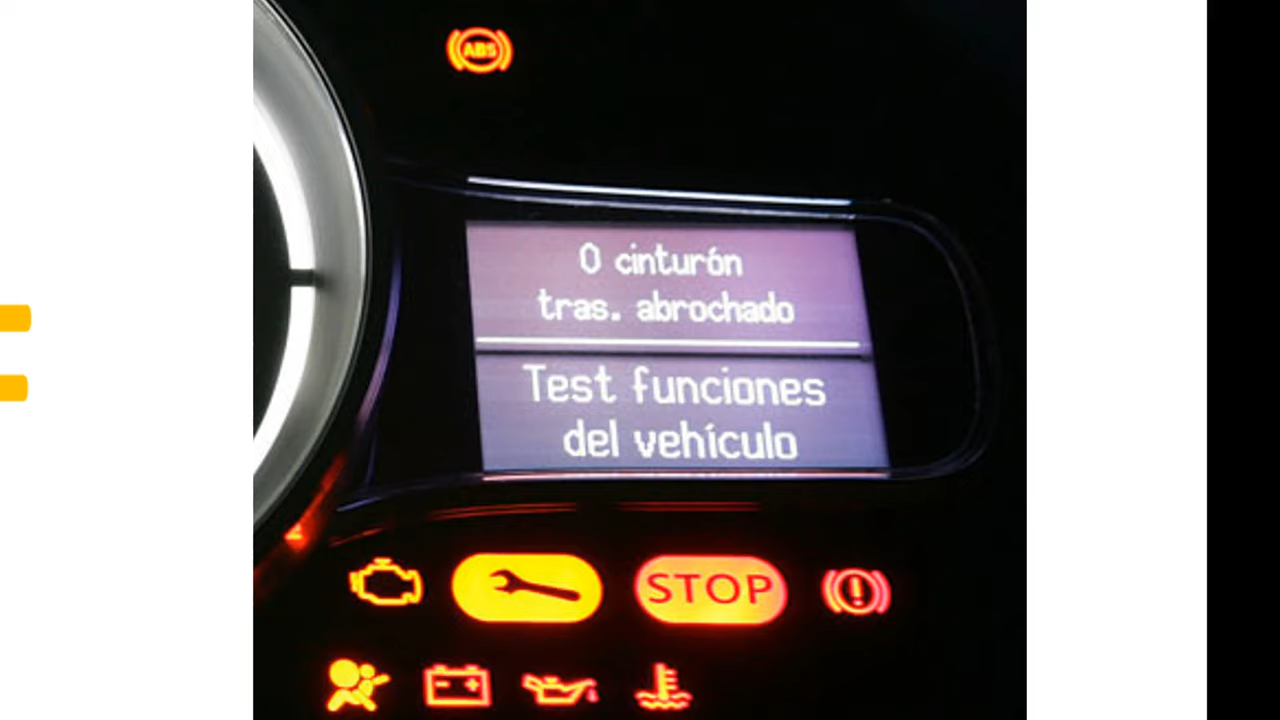 ABS
0 cinturón
tras. abrochado
Test funciones
del vehículo
STOP